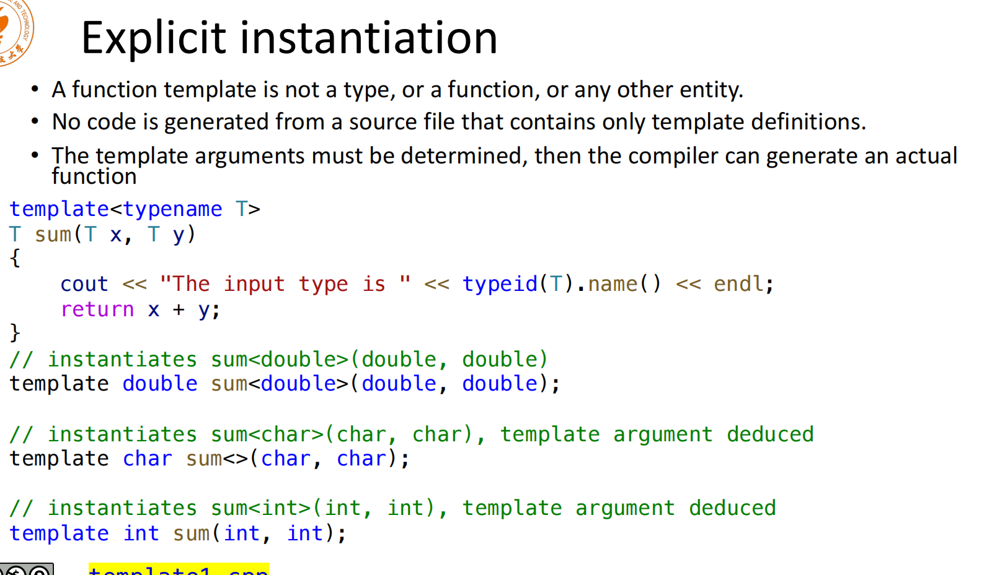 AND TECHNOLOGY
Explicit instantiation
• A function template is not a type, or a function, or any other entity.
• No code is generated from a source file that contains only template definitions.
• The template arguments must be determined, then the compiler can generate an actual
function
template<typename T>
T sum(T x, T y)
{
    cout << "The input type is " << typeid(T).name() << endl;
    return x + y;
}
// instantiates sum<double>(double, double)
template double sum<double>(double, double);
// instantiates sum<char>(char, char), template argument deduced
template char sum<>(char, char);
// instantiates sum<int>(int, int), template argument deduced
template int sum(int, int);
template1.cpp